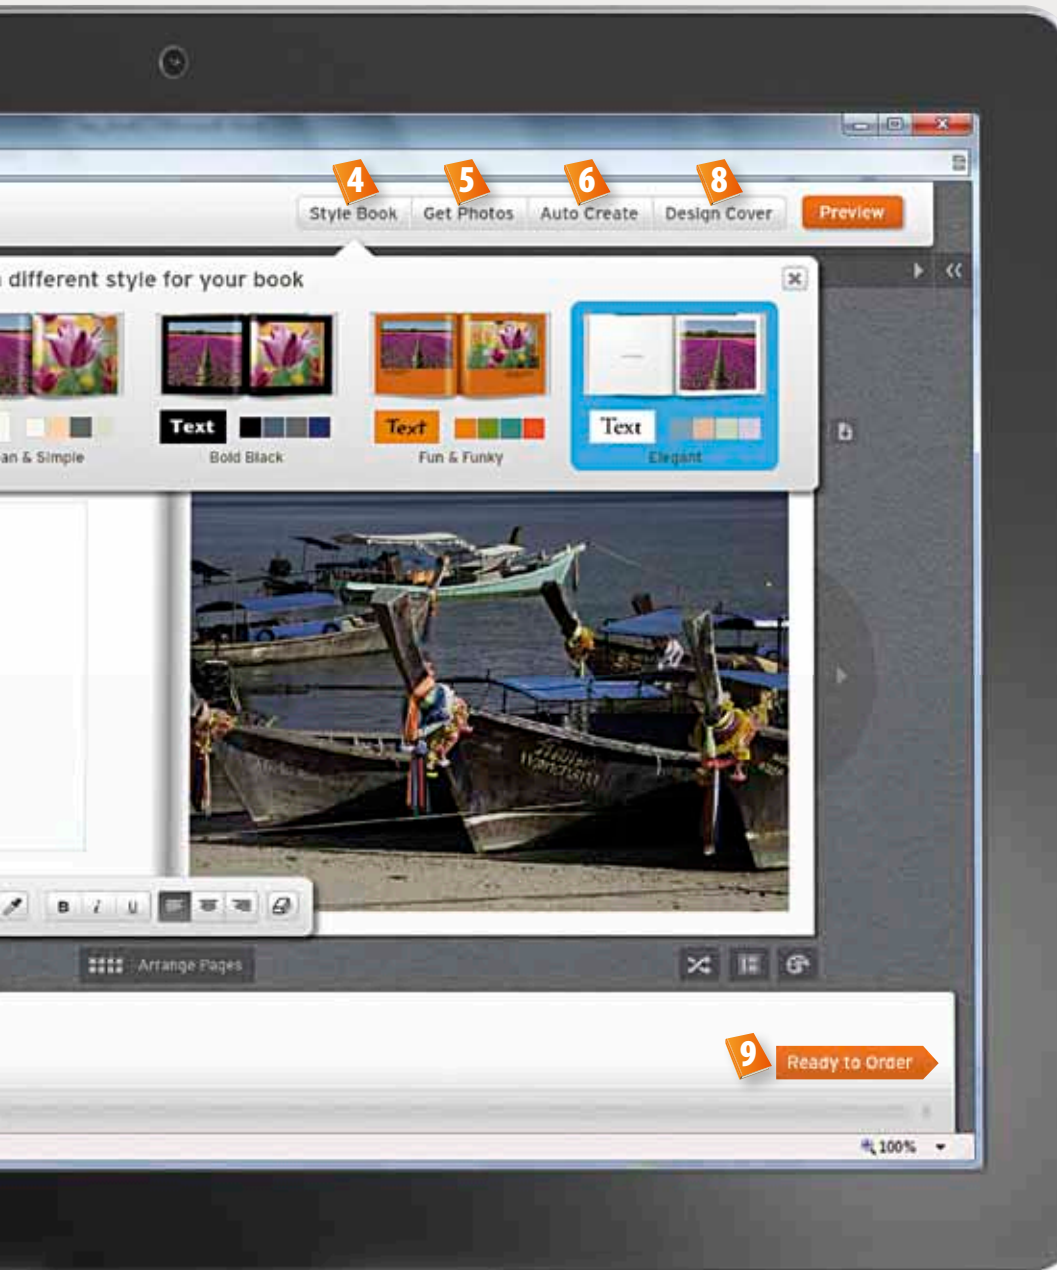 4
5
6
8
Style Book
Get Photos
Auto Create
Design Cover
Preview
different style for your book
Text
Text
Text
an & Simple
Bold Black
Fun & Funky
Elegant
B i U
Arrange Pages
9
Ready to Order
100%